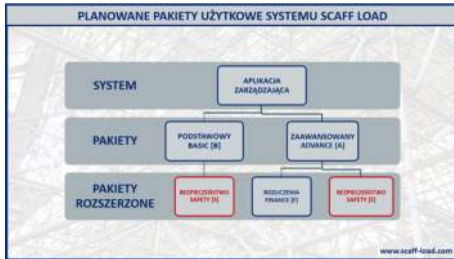 PLANOWANE PAKIETY UŻYTKOWE SYSTEMU SCAFF LOAD
SYSTEM
APLIKACJA
ZARZĄDZAJĄCA
PAKIETY
PODSTAWOWY
BASIC [B]
ZAAWANSOWANY
ADVANCE [A]
PAKIETY
ROZSZERZONE
BEZPIECZEŃSTWO
SAFETY [S]
ROZLICZENIA
FINANCE [F]
BEZPIECZEŃSTWO
SAFETY [S]
www.scaff-load.com